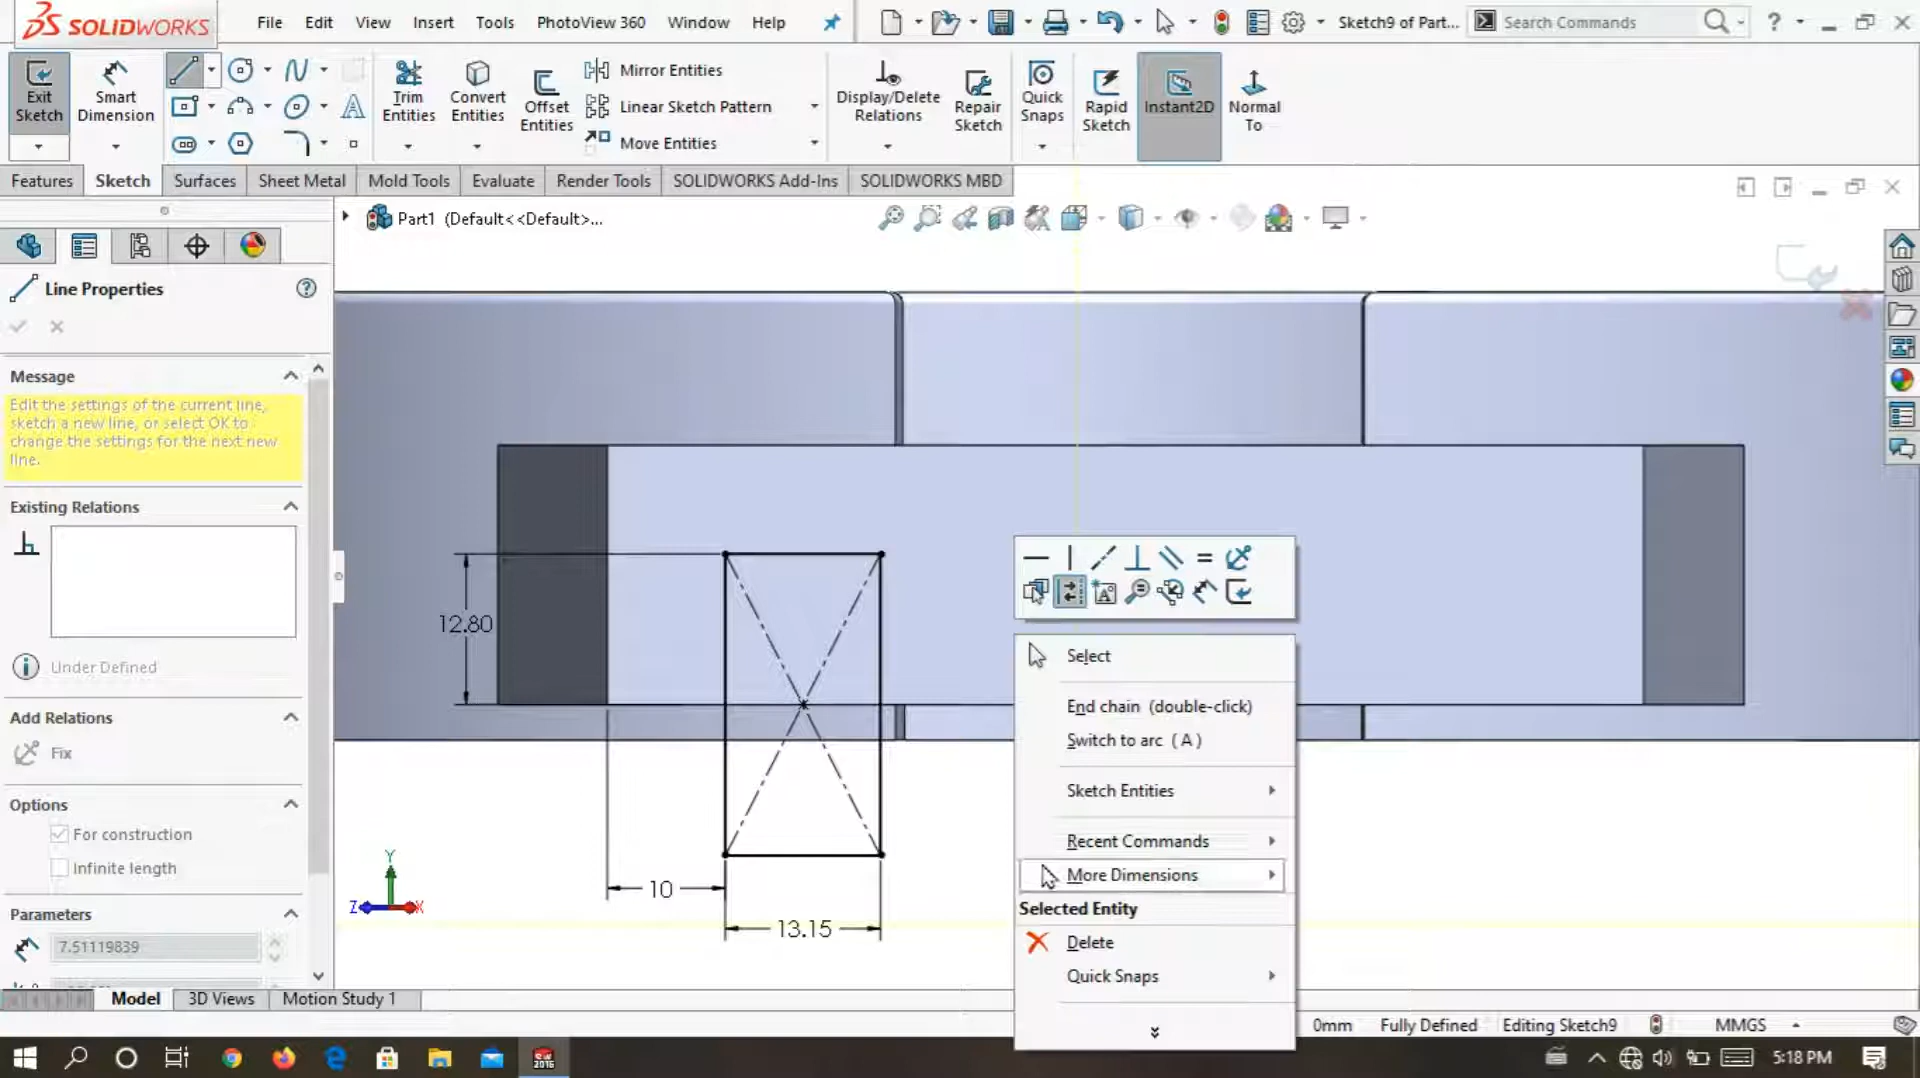 SOLIDWORKS
File Edit View Insert Tools PhotoView 360 Window Help
Sketch9 of Part...
Search Commands
Exit Sketch
Smart Dimension
Trim Entities
Convert Entities
Offset Entities
Mirror Entities
Linear Sketch Pattern
Move Entities
Display/Delete Relations
Repair Sketch
Quick Snaps
Rapid Sketch
Instant2D
Normal To
Features Sketch Surfaces Sheet Metal Mold Tools Evaluate Render Tools SOLIDWORKS Add-Ins SOLIDWORKS MBD
Part1 (Default<<Default>...
Line Properties
Message
Edit the settings of the current line,
sketch a new line, or select OK to
change the settings for the next new
line.
Existing Relations
Under Defined
Add Relations
Fix
Options
For construction
Infinite length
Parameters
7.51119839
12.80
10
13.15
Y
Z
X
Select
End chain (double-click)
Switch to arc (A)
Sketch Entities
Recent Commands
More Dimensions
Selected Entity
Delete
Quick Snaps
Model 3D Views Motion Study 1
0mm Fully Defined Editing Sketch9 MMGS
SW
2016
5:18 PM